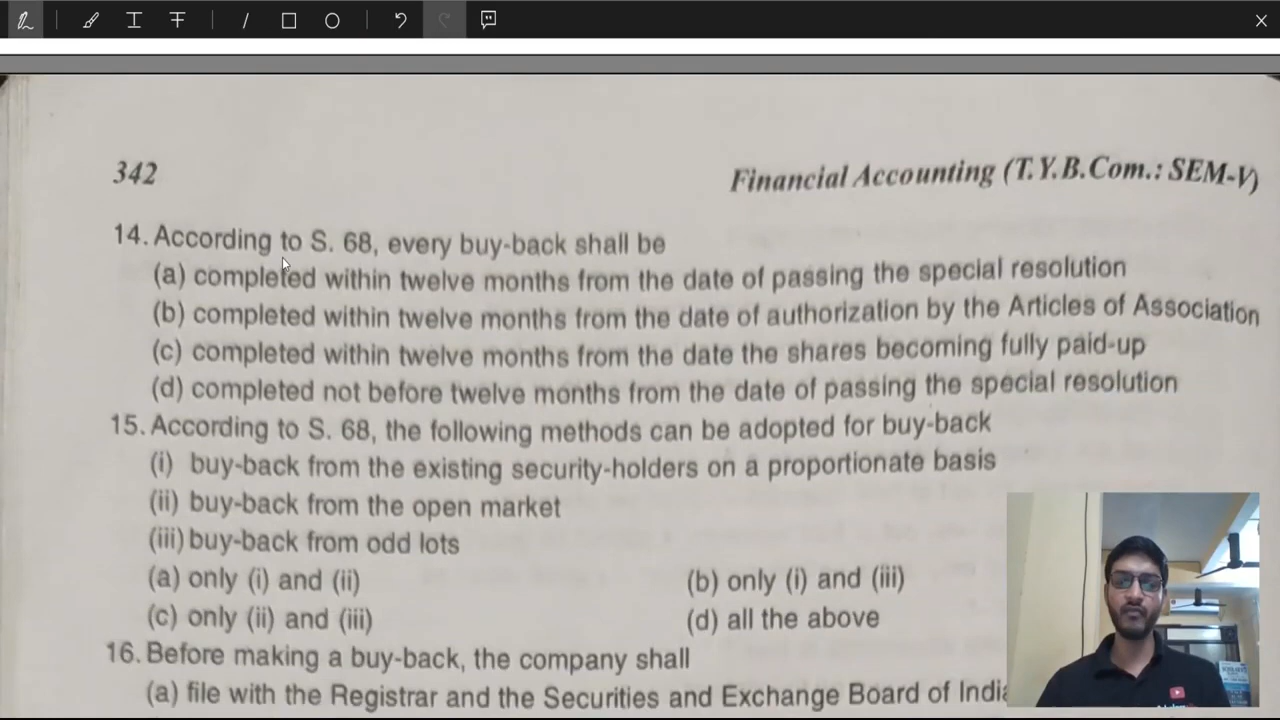 342
Financial Accounting (T.Y.B.Com.: SEM-V)
14. According to S. 68, every buy-back shall be
(a) completed within twelve months from the date of passing the special resolution
(b) completed within twelve months from the date of authorization by the Articles of Association
(c) completed within twelve months from the date the shares becoming fully paid-up
(d) completed not before twelve months from the date of passing the special resolution
15. According to S. 68, the following methods can be adopted for buy-back
(i) buy-back from the existing security-holders on a proportionate basis
(ii) buy-back from the open market
(iii) buy-back from odd lots
(a) only (i) and (ii) (b) only (i) and (iii)
(c) only (ii) and (iii) (d) all the above
16. Before making a buy-back, the company shall
(a) file with the Registrar and the Securities and Exchange Board of India